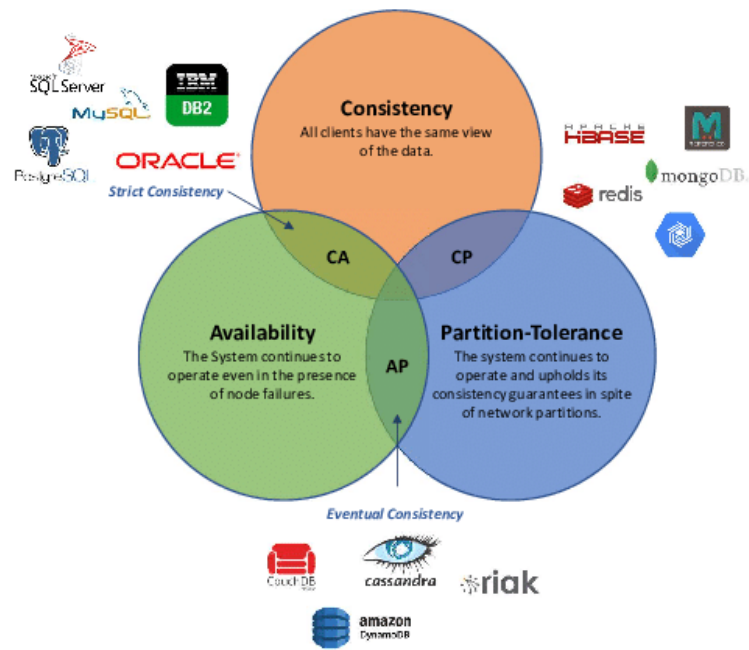 SQL Server
MySQL
IBM
DB2
PostgreSQL
ORACLE
Strict Consistency
Consistency
All clients have the same view
of the data.
APACHE
HBASE
redis
mongoDB
CA
CP
AP
Availability
The System continues to
operate even in the presence
of node failures.
Partition-Tolerance
The system continues to
operate and upholds its
consistency guarantees in spite
of network partitions.
Eventual Consistency
CouchDB
cassandra
riak
amazon
DynamoDB